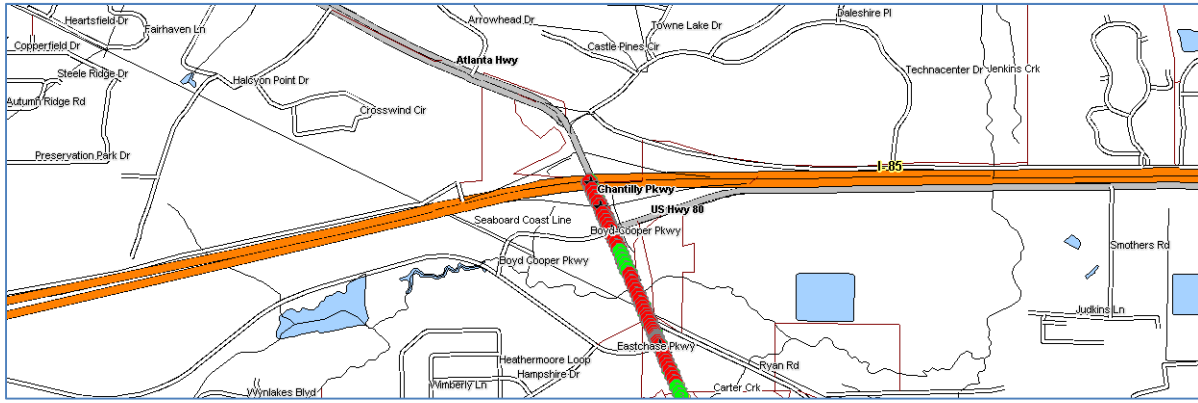 Heartsfield Dr
Fairhaven Ln
Arrowhead Dr
Towne Lake Dr
Daleshire Pl
Copperfield Dr
Castle Pines Cir
Atlanta Hwy
Steele Ridge Dr
Halcyon Point Dr
Technacenter Dr
Jenkins Crk
Autumn Ridge Rd
Crosswind Cir
Preservation Park Dr
I-85
Chantilly Pkwy
US Hwy 80
Seaboard Coast Line
Boyd Cooper Pkwy
Smothers Rd
Boyd Cooper Pkwy
Judkins Ln
Eastchase Pkwy
Heathermoore Loop
Ryan Rd
Hampshire Dr
Wimberly Ln
Carter Crk
Wynlakes Blvd